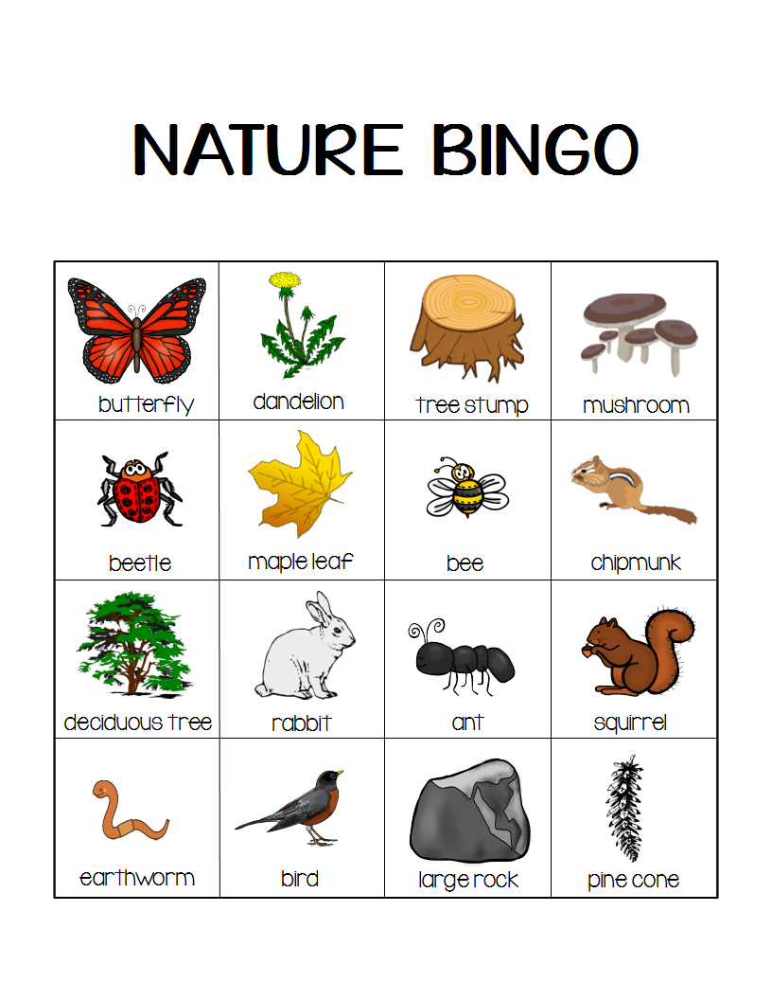 NATURE BINGO
butterfly
dandelion
tree stump
mushroom
beetle
maple leaf
bee
chipmunk
deciduous tree
rabbit
ant
squirrel
earthworm
bird
large rock
pine cone